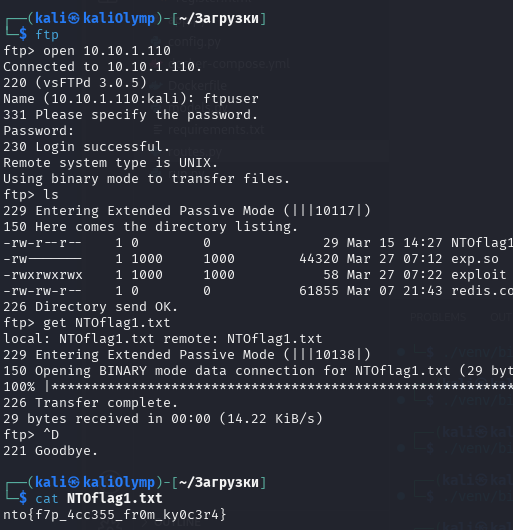 ┌──(kali㉿kaliOlymp)-[~/Загрузки]
└─$ ftp
ftp> open 10.10.1.110
Connected to 10.10.1.110.
220 (vsFTPd 3.0.5)
Name (10.10.1.110:kali): ftpuser
331 Please specify the password.
Password:
230 Login successful.
Remote system type is UNIX.
Using binary mode to transfer files.
ftp> ls
229 Entering Extended Passive Mode (|||10117|)
150 Here comes the directory listing.
-rw-r--r-- 1 0 0 29 Mar 15 14:27 NTOflag1
-rw------- 1 1000 1000 44320 Mar 27 07:12 exp.so
-rwxrwxrwx 1 1000 1000 58 Mar 27 07:22 exploit
-rw-rw-r-- 1 0 0 61855 Mar 07 21:43 redis.co
226 Directory send OK.
ftp> get NTOflag1.txt
local: NTOflag1.txt remote: NTOflag1.txt
229 Entering Extended Passive Mode (|||10138|)
150 Opening BINARY mode data connection for NTOflag1.txt (29 byt
100% |***********************************************************
226 Transfer complete.
29 bytes received in 00:00 (14.22 KiB/s)
ftp> ^D
221 Goodbye.
┌──(kali㉿kaliOlymp)-[~/Загрузки]
└─$ cat NTOflag1.txt
nto{f7p_4cc355_fr0m_ky0c3r4}
config.py
Dockerfile
requirements.txt